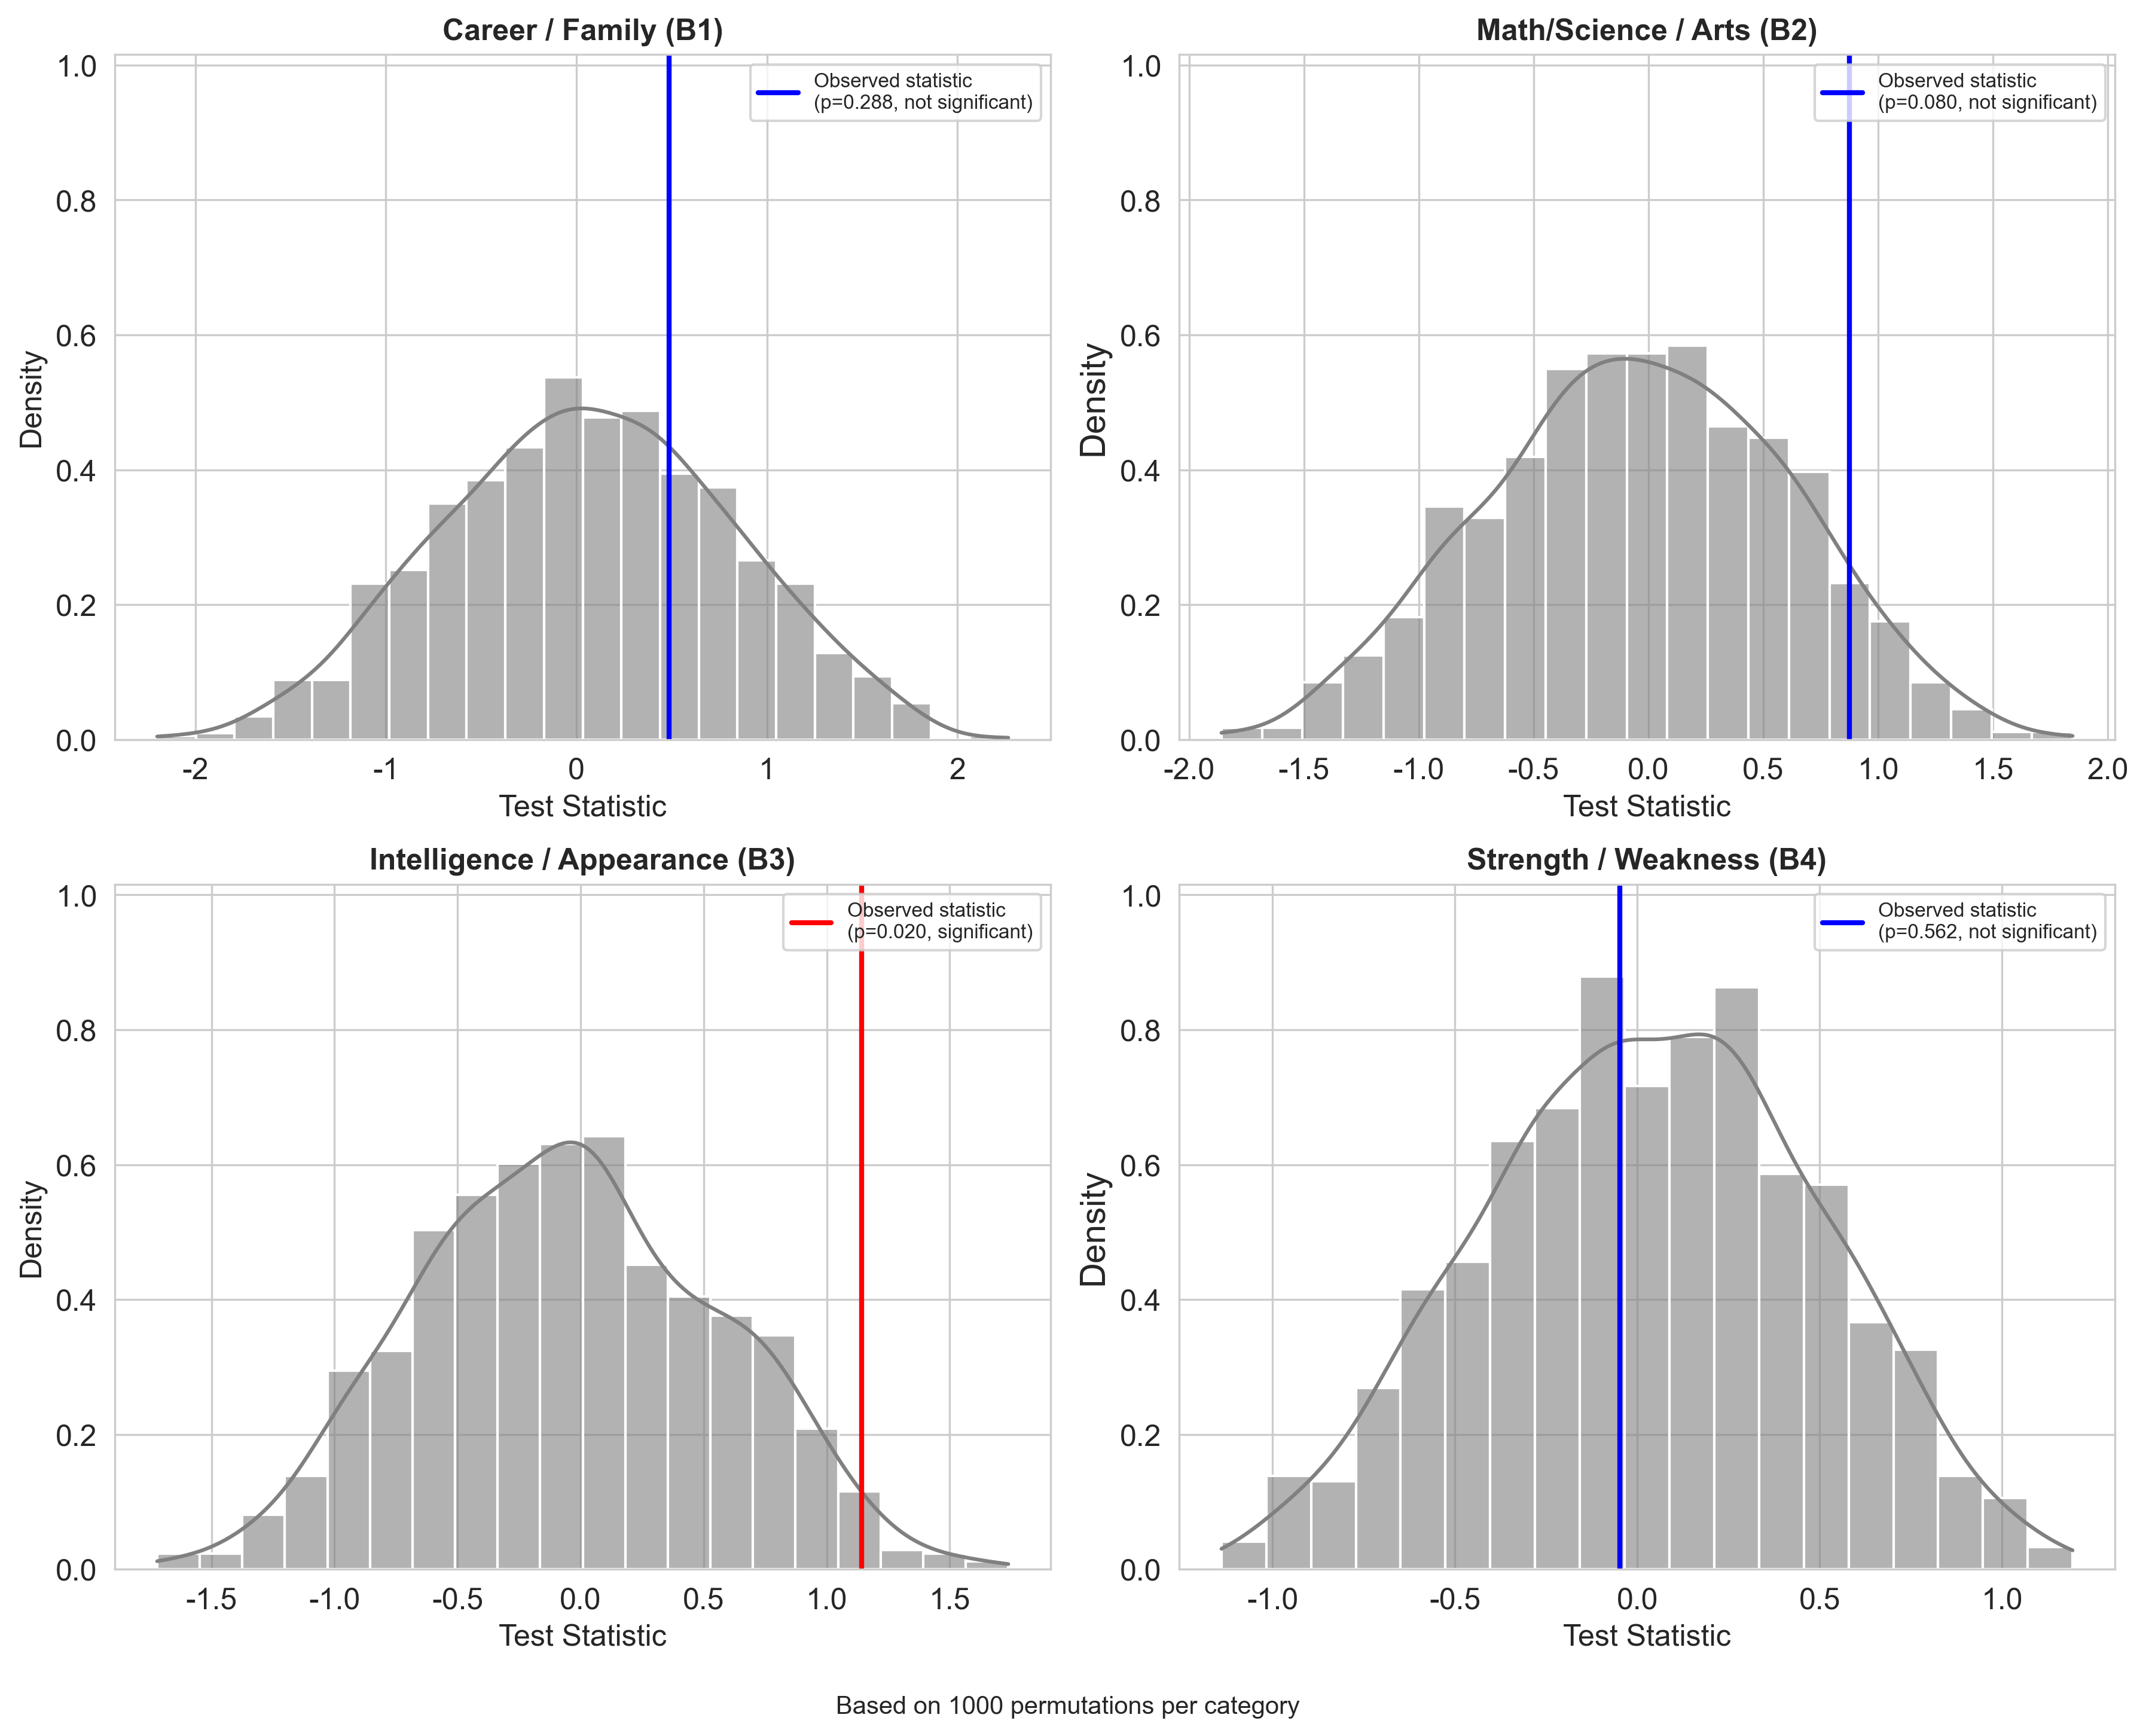 Career / Family (B1)
1.0
0.8
0.6
0.4
0.2
0.0
Density
Observed statistic
(p=0.288, not significant)
-2 -1 0 1 2
Test Statistic
Math/Science / Arts (B2)
1.0
0.8
0.6
0.4
0.2
0.0
Density
Observed statistic
(p=0.080, not significant)
-2.0 -1.5 -1.0 -0.5 0.0 0.5 1.0 1.5 2.0
Test Statistic
Intelligence / Appearance (B3)
1.0
0.8
0.6
0.4
0.2
0.0
Density
Observed statistic
(p=0.020, significant)
-1.5 -1.0 -0.5 0.0 0.5 1.0 1.5
Test Statistic
Strength / Weakness (B4)
1.0
0.8
0.6
0.4
0.2
0.0
Density
Observed statistic
(p=0.562, not significant)
-1.0 -0.5 0.0 0.5 1.0
Test Statistic
Based on 1000 permutations per category